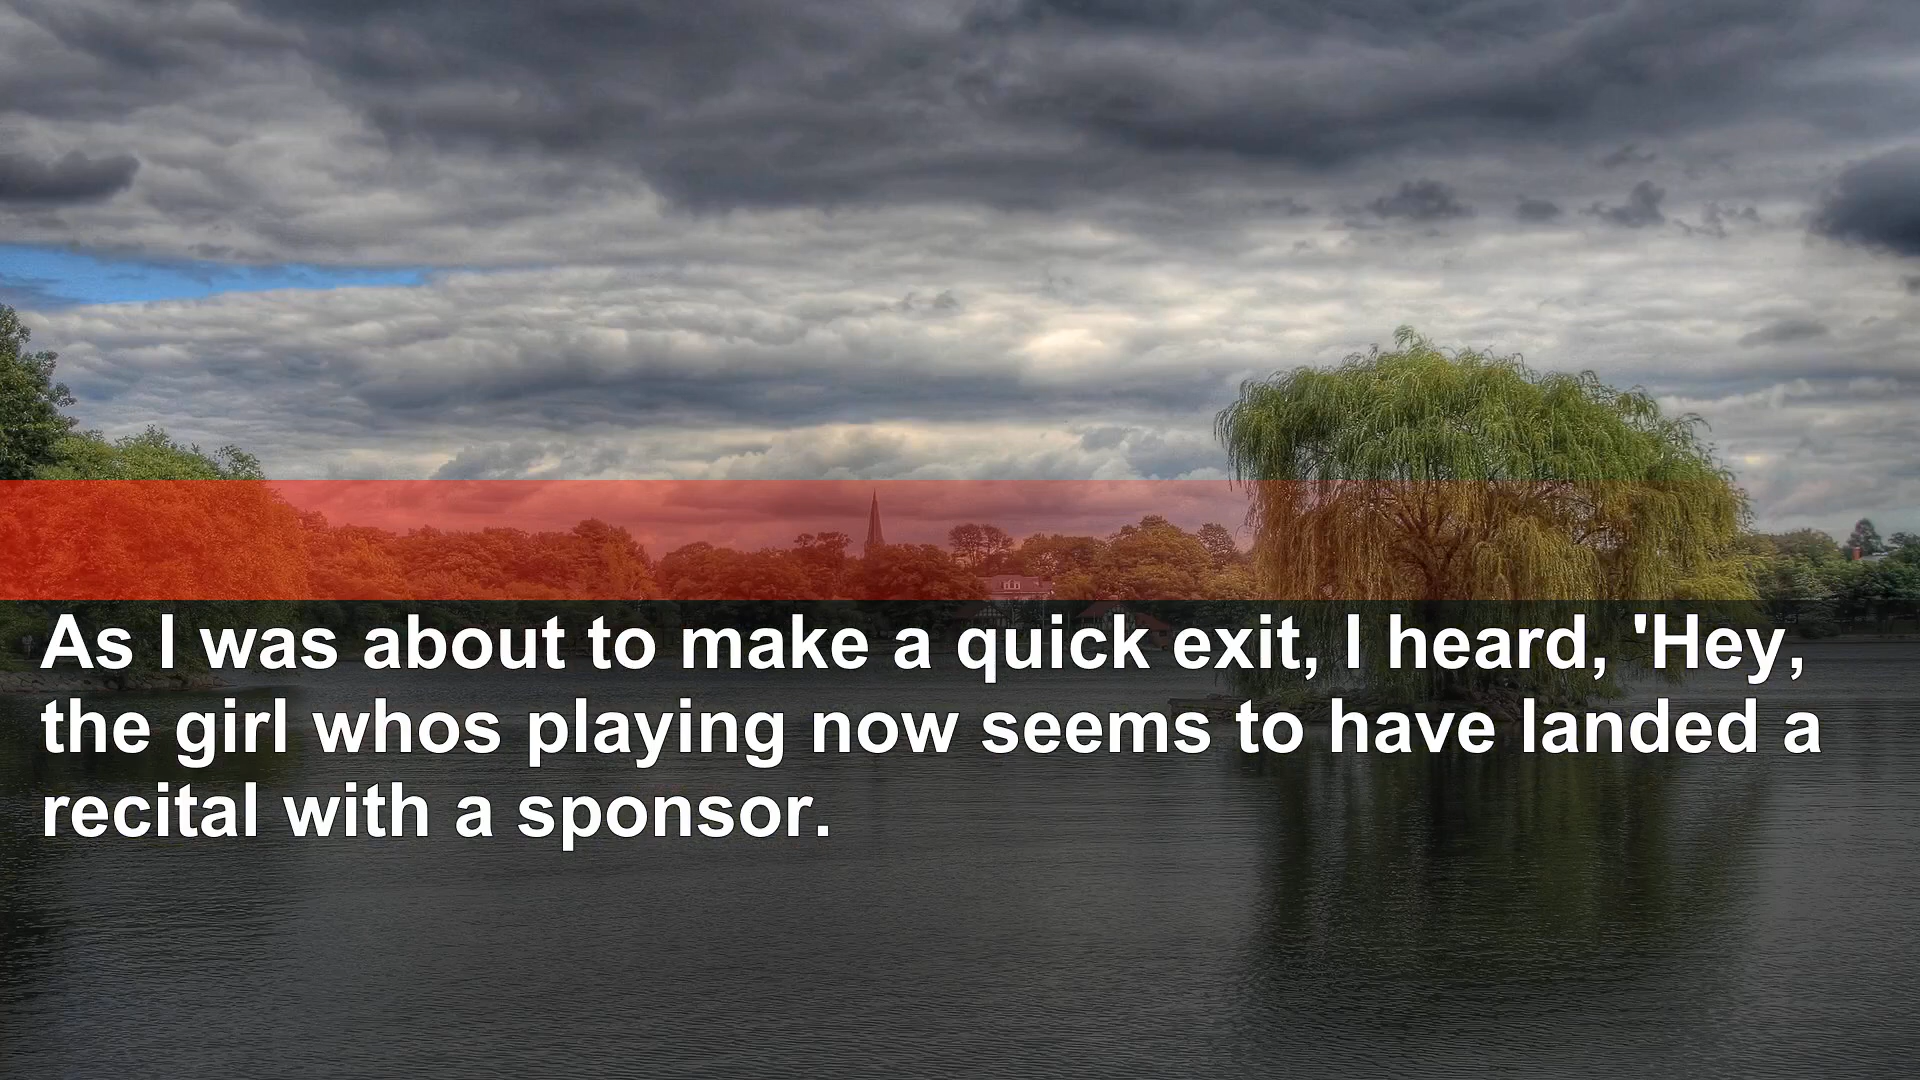 As I was about to make a quick exit, I heard, 'Hey,
the girl whos playing now seems to have landed a
recital with a sponsor.